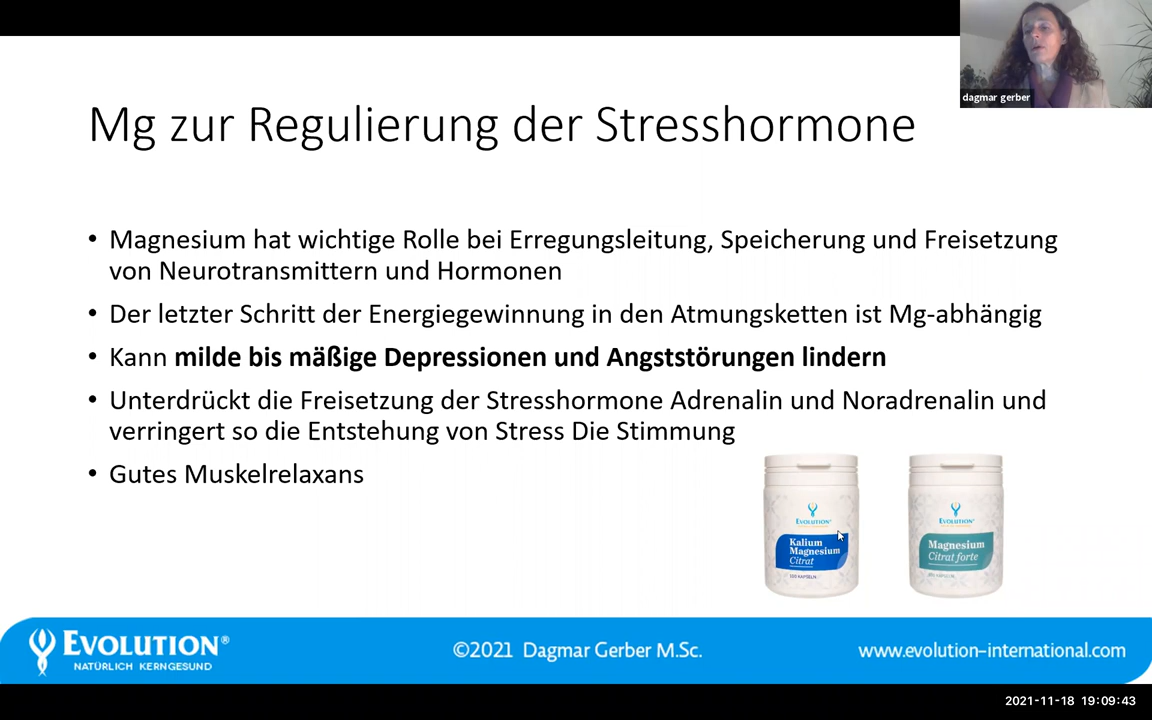 dagmar gerber
Mg zur Regulierung der Stresshormone
• Magnesium hat wichtige Rolle bei Erregungsleitung, Speicherung und Freisetzung
von Neurotransmittern und Hormonen
• Der letzter Schritt der Energiegewinnung in den Atmungsketten ist Mg-abhängig
• Kann milde bis mäßige Depressionen und Angststörungen lindern
• Unterdrückt die Freisetzung der Stresshormone Adrenalin und Noradrenalin und
verringert so die Entstehung von Stress Die Stimmung
• Gutes Muskelrelaxans
EVOLUTION®
Kalium
Magnesium
Citrat
EVOLUTION®
Magnesium
Citrat forte
EVOLUTION®
NATÜRLICH KERNGESUND
©2021 Dagmar Gerber M.Sc.
www.evolution-international.com
2021-11-18 19:09:43